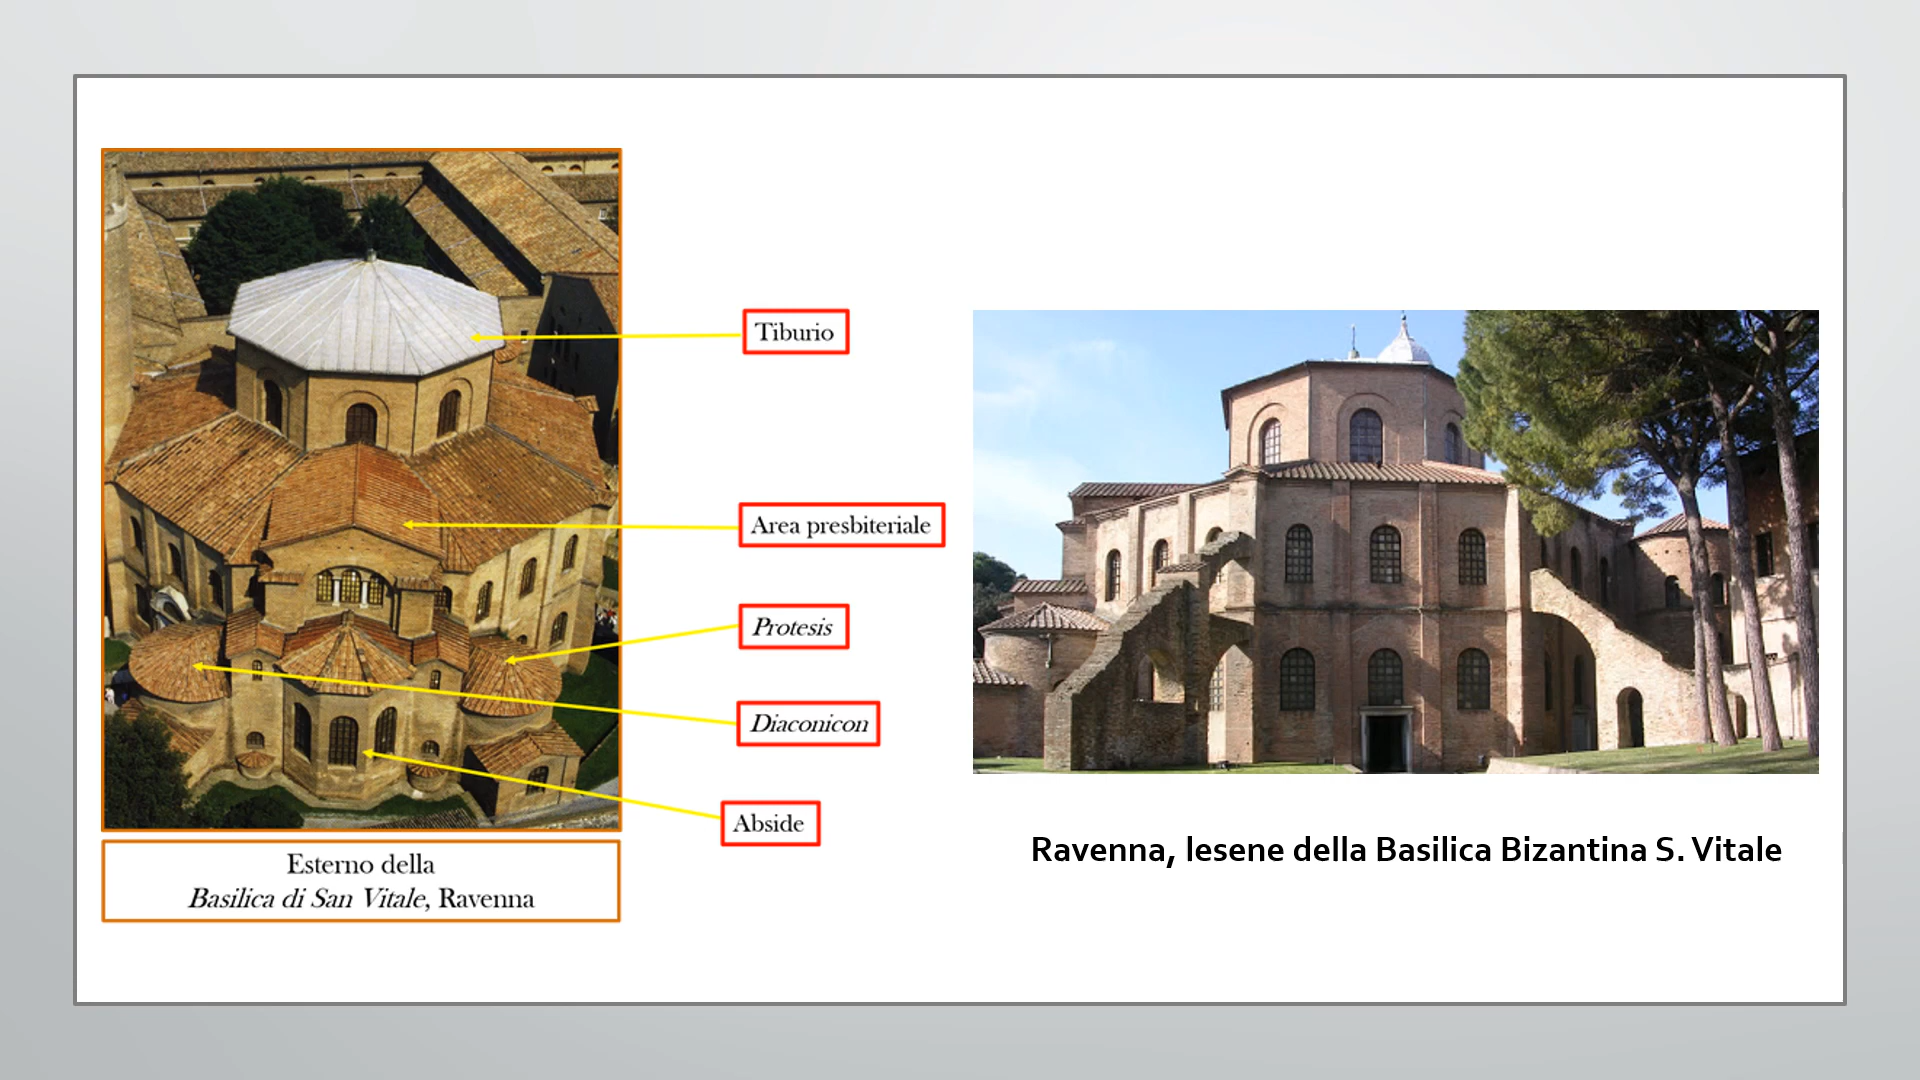 Tiburio
Area presbiteriale
Protesis
Diaconicon
Abside
Esterno della
Basilica di San Vitale, Ravenna
Ravenna, lesene della Basilica Bizantina S. Vitale